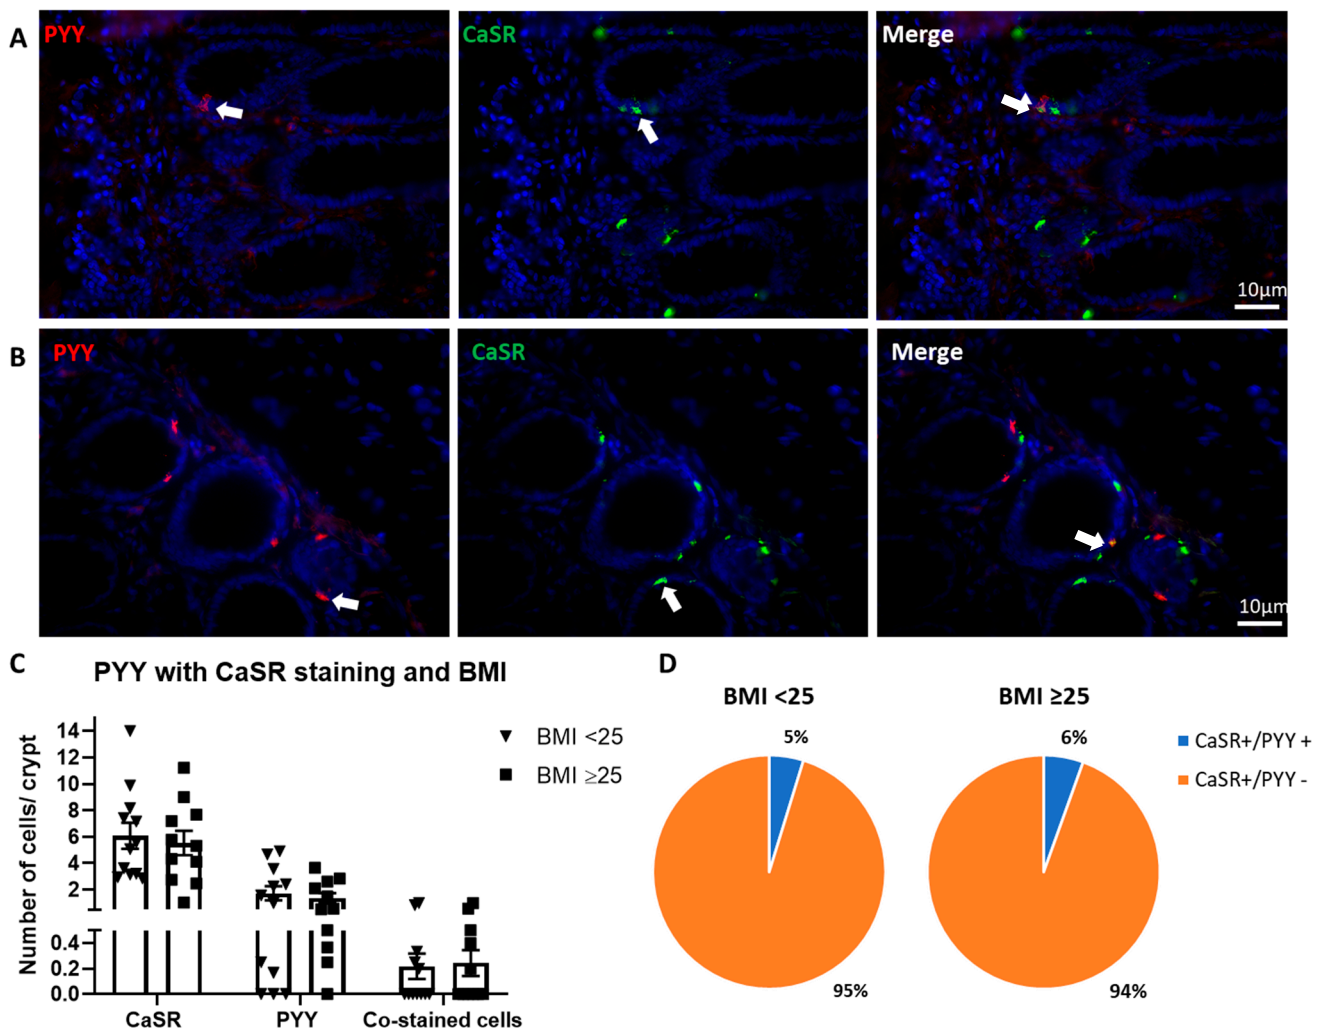 A
PYY
CaSR
Merge
10µm
B
PYY
CaSR
Merge
10µm
C
PYY with CaSR staining and BMI
Number of cells/ crypt
14
12
10
8
6
4
2
0.4
0.2
0.0
BMI <25
BMI ≥25
CaSR
PYY
Co-stained cells
D
BMI <25
5%
95%
BMI ≥25
6%
94%
CaSR+/PYY +
CaSR+/PYY -